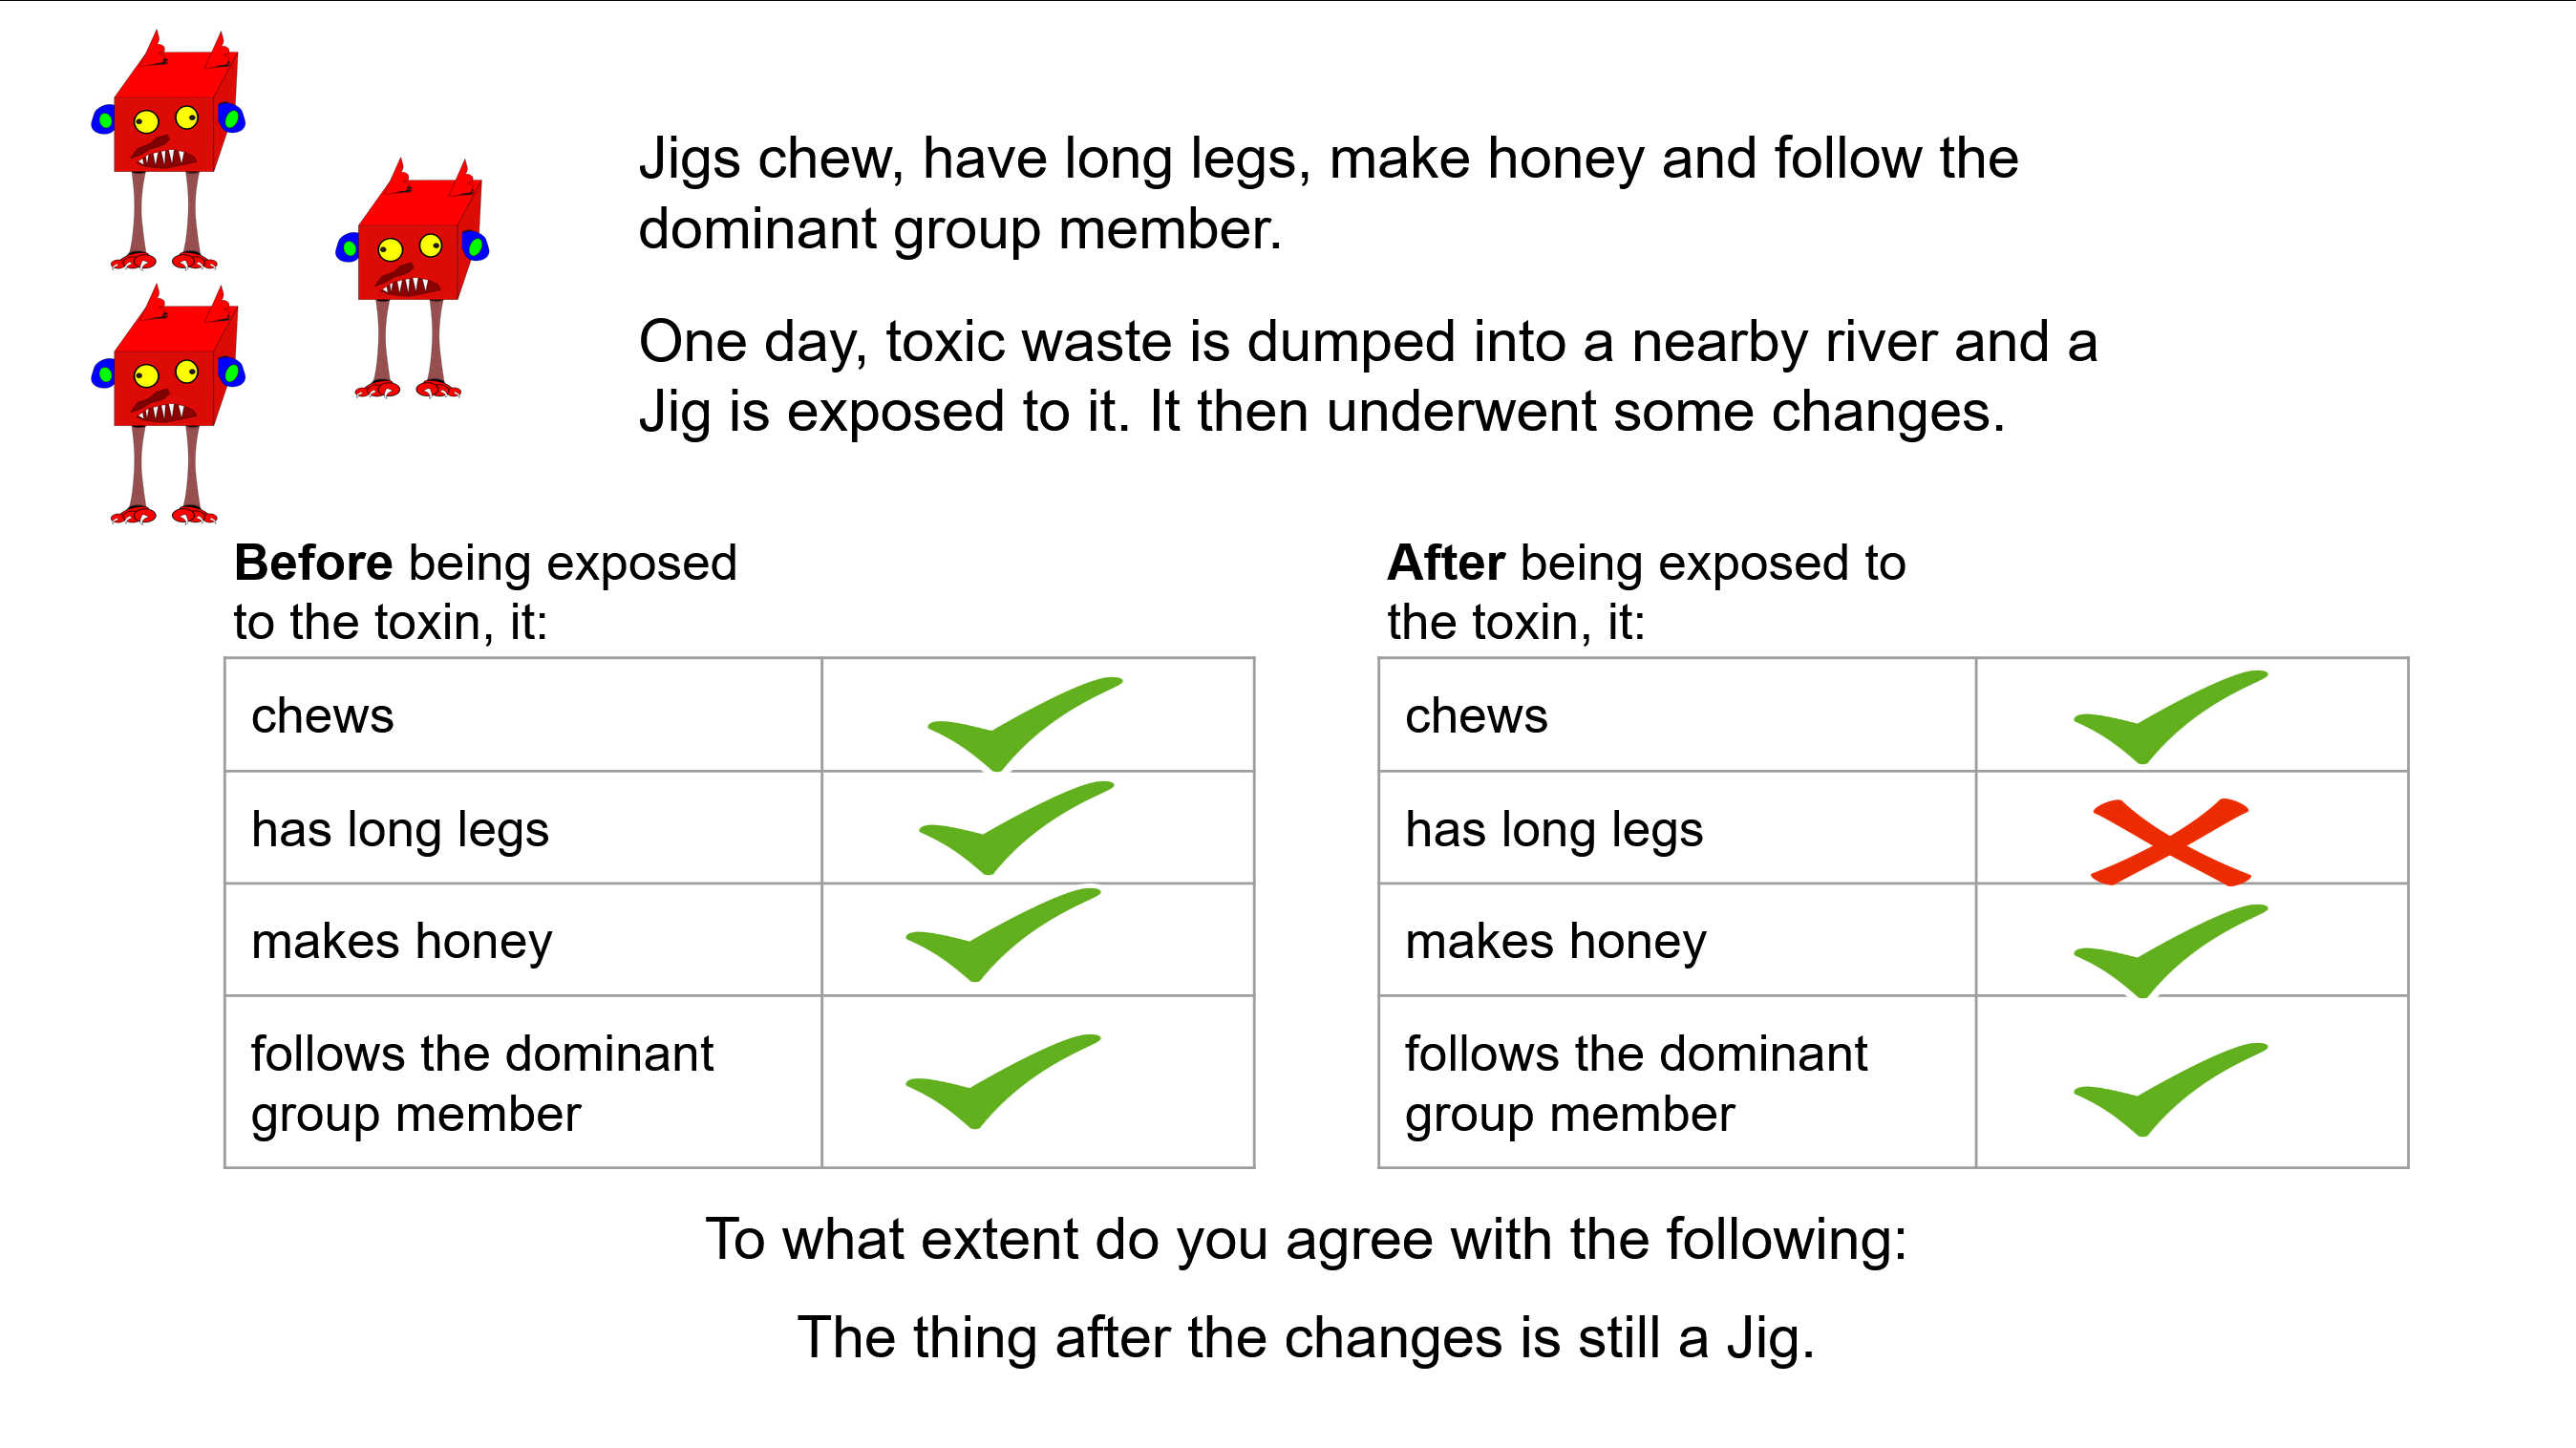 Jigs chew, have long legs, make honey and follow the
dominant group member.
One day, toxic waste is dumped into a nearby river and a
Jig is exposed to it. It then underwent some changes.
Before being exposed
to the toxin, it:
chews
has long legs
makes honey
follows the dominant
group member
After being exposed to
the toxin, it:
chews
has long legs
makes honey
follows the dominant
group member
To what extent do you agree with the following:
The thing after the changes is still a Jig.